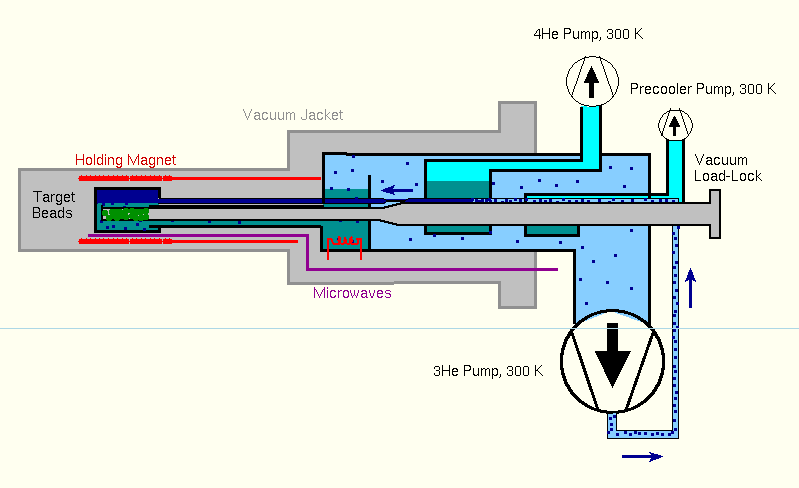 4He Pump, 300 K
Precooler Pump, 300 K
Vacuum Jacket
Holding Magnet
Vacuum
Load-Lock
Target
Beads
Microwaves
3He Pump, 300 K